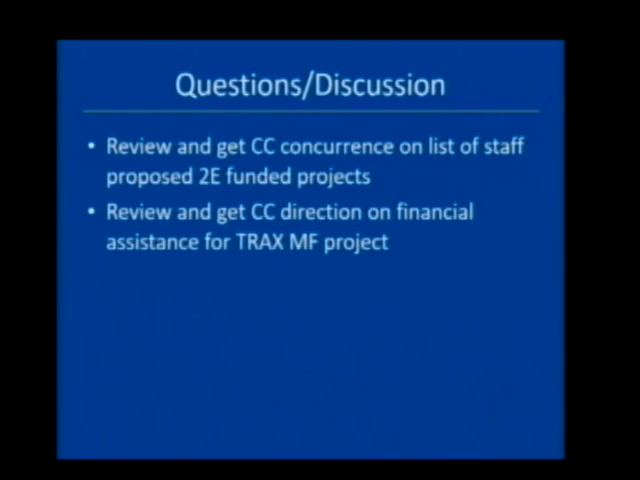 Questions/Discussion
• Review and get CC concurrence on list of staff
proposed 2E funded projects
• Review and get CC direction on financial
assistance for TRAX MF project